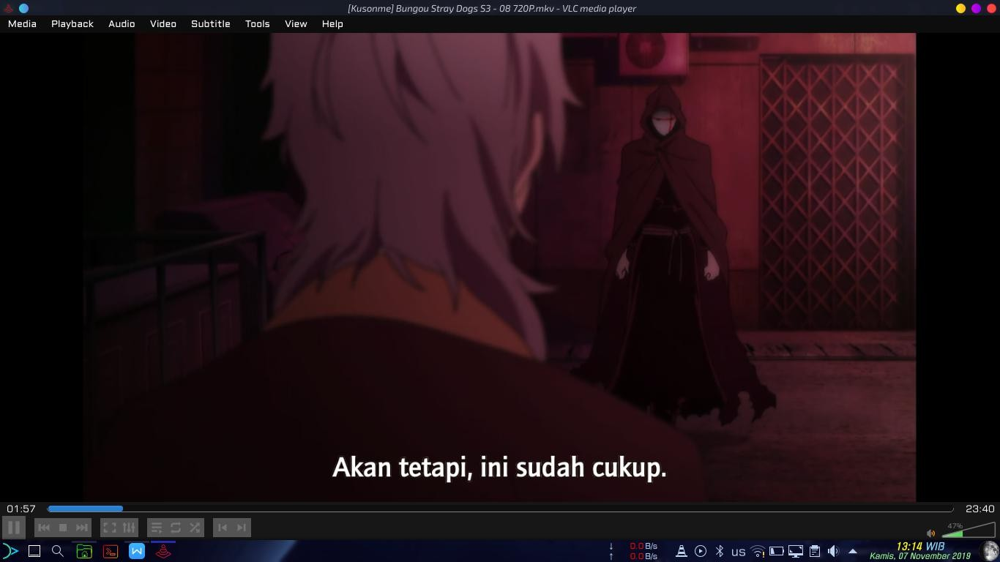 [Kusonme] Bungou Stray Dogs S3 - 08 720P.mkv - VLC media player
Media Playback Audio Video Subtitle Tools View Help
Akan tetapi, ini sudah cukup.
01:57 23:40
47%
0.0 B/s
0.0 B/s
us
13:14 WIB
Kamis, 07 November 2019